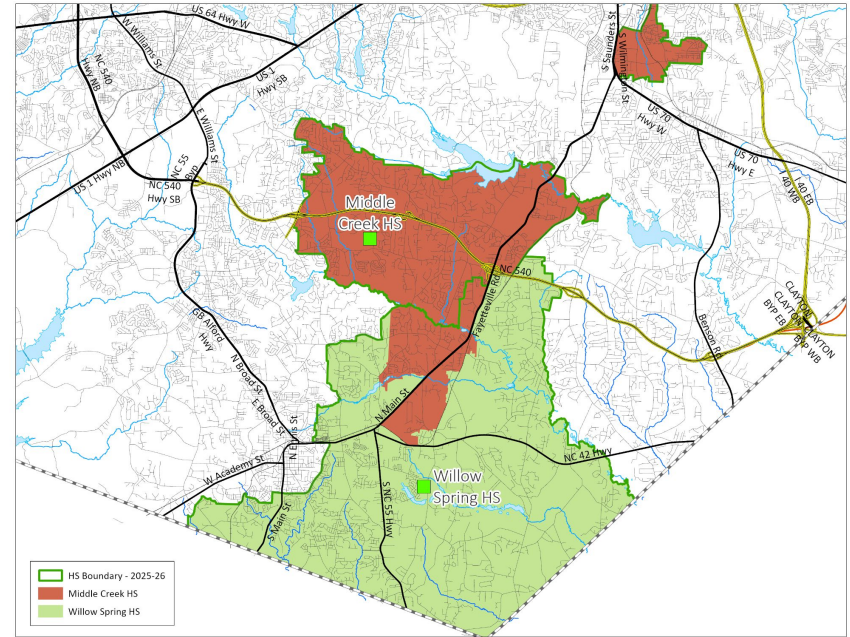 US 64 Hwy W
W Williams St
NC 540
Hwy NB
US 1
Hwy SB
S Saunders St
S Wilmington St
US 70
Hwy W
US 70
Hwy E
E Williams St
NC 55
Byp
US 1 Hwy NB
NC 540
Hwy SB
I 40 EB
I 40 WB
Middle
Creek HS
NC 540
Fayetteville Rd
GB Alford
Hwy
N Broad St
E Broad St
Benson Rd
CLAYTON
BYP EB
CLAYTON
BYP WB
N Main St
NC 42 Hwy
W Academy St
S Main St
S NC 55 Hwy
Willow
Spring HS
HS Boundary - 2025-26
Middle Creek HS
Willow Spring HS